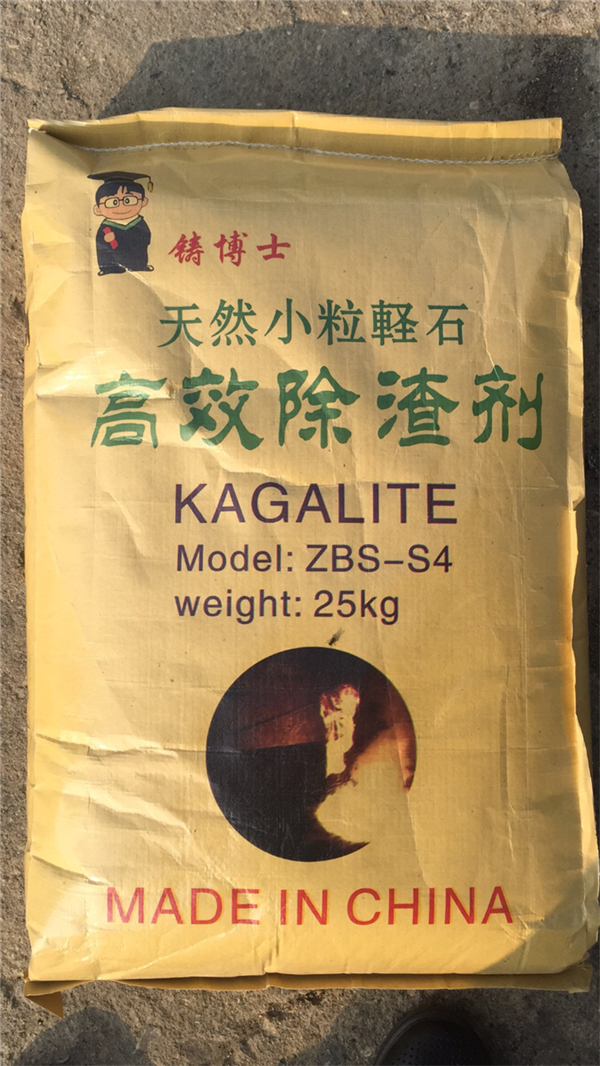 铸博士
天然小粒軽石
高效除渣剂
KAGALITE
Model: ZBS-S4
weight: 25kg
MADE IN CHINA